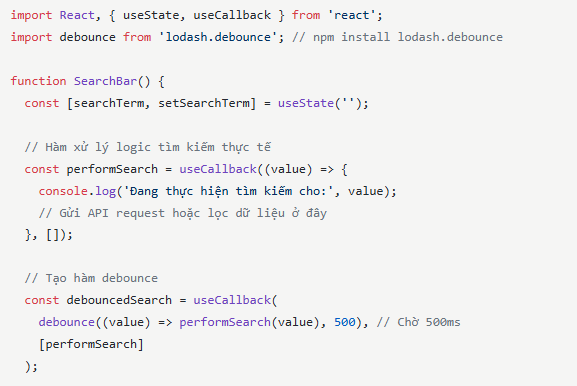 import React, { useState, useCallback } from 'react';
import debounce from 'lodash.debounce'; // npm install lodash.debounce
function SearchBar() {
const [searchTerm, setSearchTerm] = useState('');
// Hàm xử lý logic tìm kiếm thực tế
const performSearch = useCallback((value) => {
console.log('Đang thực hiện tìm kiếm cho:', value);
// Gửi API request hoặc lọc dữ liệu ở đây
}, []);
// Tạo hàm debounce
const debouncedSearch = useCallback(
debounce((value) => performSearch(value), 500), // Chờ 500ms
[performSearch]
);